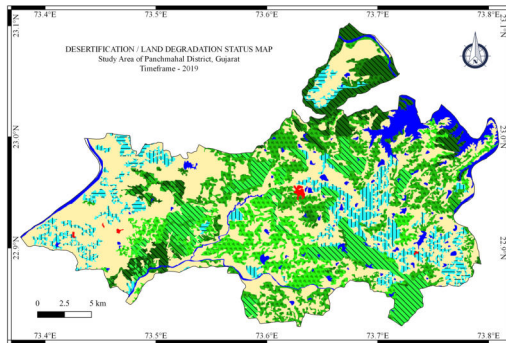 DESERTIFICATION / LAND DEGRADATION STATUS MAP
Study Area of Panchmahal District, Gujarat
Timeframe - 2019
73.4°E
73.5°E
73.6°E
73.7°E
73.8°E
23.1°N
23.0°N
22.9°N
23.1°N
23.0°N
22.9°N
0 2.5 5 km
73.4°E
73.5°E
73.6°E
73.7°E
73.8°E